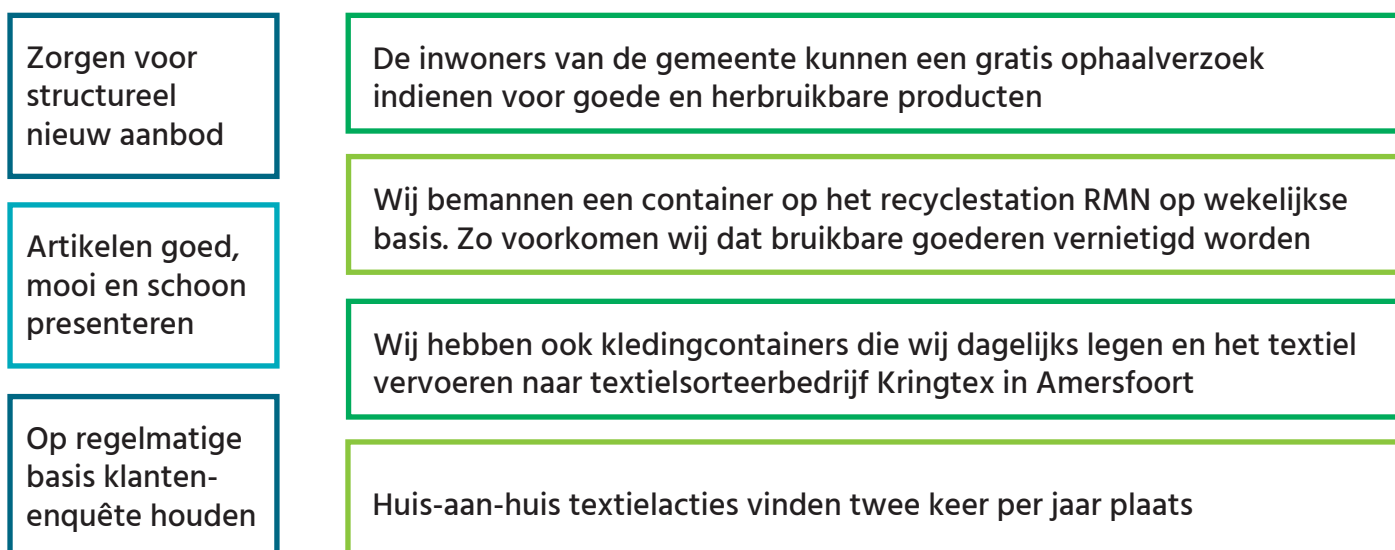 Zorgen voor
structureel
nieuw aanbod
Artikelen goed,
mooi en schoon
presenteren
Op regelmatige
basis klanten-
enquête houden
De inwoners van de gemeente kunnen een gratis ophaalverzoek
indienen voor goede en herbruikbare producten
Wij bemannen een container op het recyclestation RMN op wekelijkse
basis. Zo voorkomen wij dat bruikbare goederen vernietigd worden
Wij hebben ook kledingcontainers die wij dagelijks legen en het textiel
vervoeren naar textielsorteerbedrijf Kringtex in Amersfoort
Huis-aan-huis textielacties vinden twee keer per jaar plaats